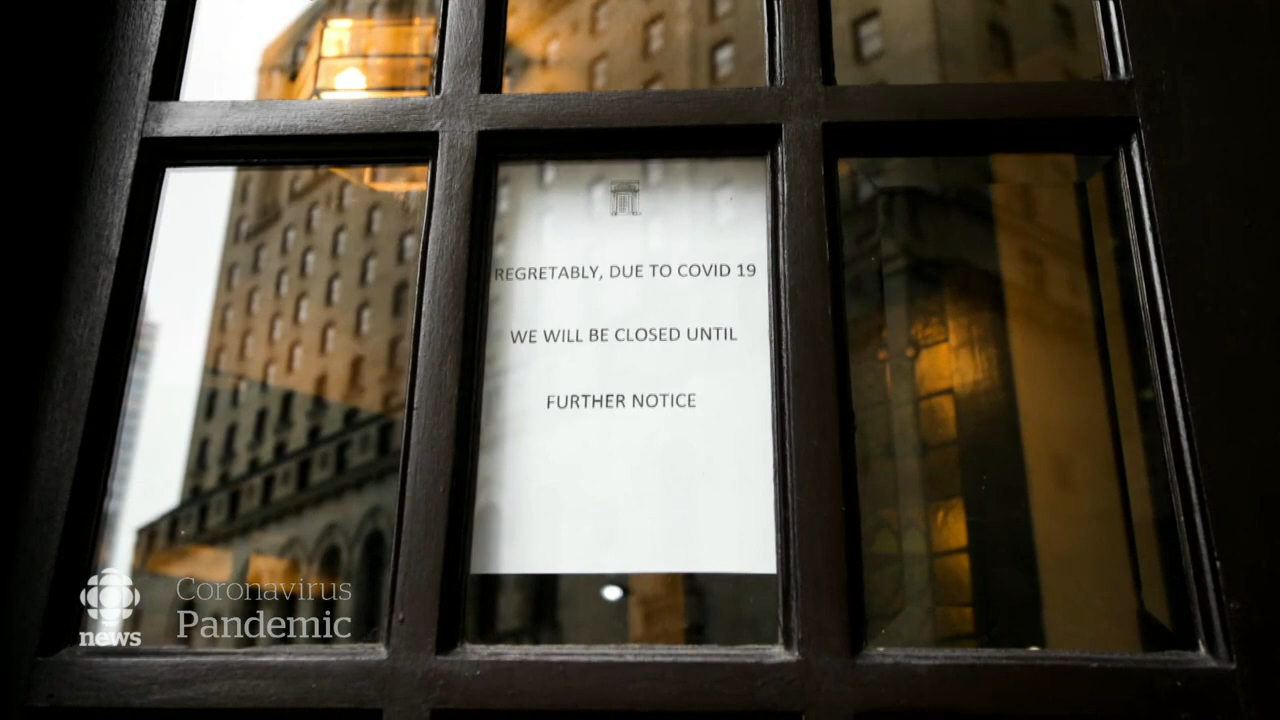 REGRETABLY, DUE TO COVID 19
WE WILL BE CLOSED UNTIL
FURTHER NOTICE
Coronavirus
Pandemic
news